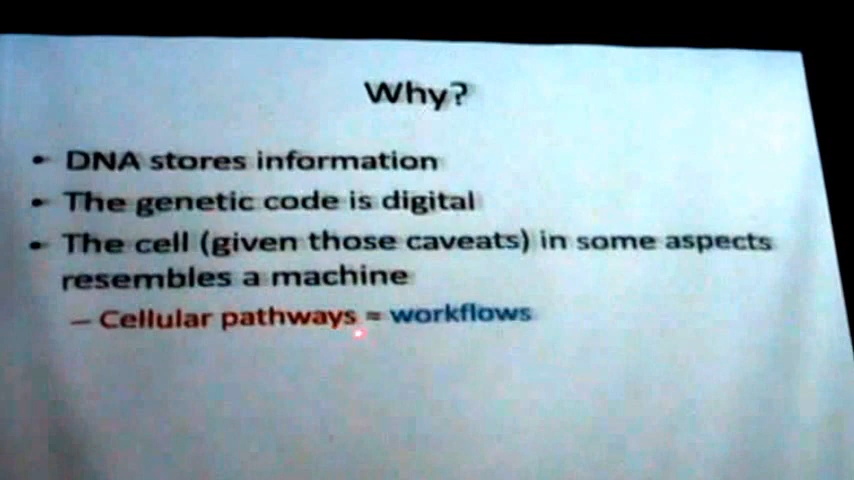 Why?
• DNA stores information
• The genetic code is digital
• The cell (given those caveats) in some aspects
resembles a machine
– Cellular pathways ≈ workflows